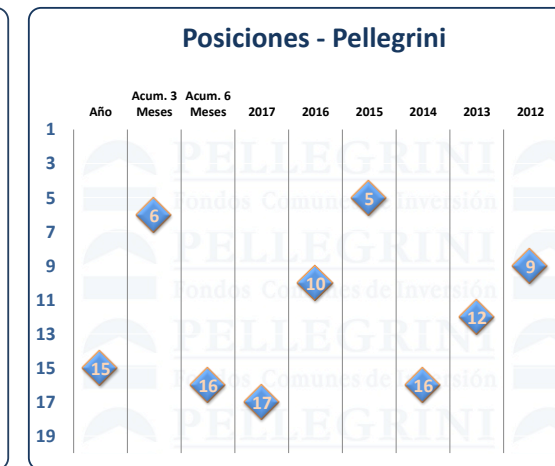 Posiciones - Pellegrini
Año Acum. 3 Meses Acum. 6 Meses 2017 2016 2015 2014 2013 2012
1
3
5
7
9
11
13
15
17
19
15
6
16
17
10
5
16
12
9
PELLEGRINI
Fondos Comunes de Inversión
PELLEGRINI
Fondos Comunes de Inversión
PELLEGRINI
Fondos Comunes de Inversión
PELLEGRINI